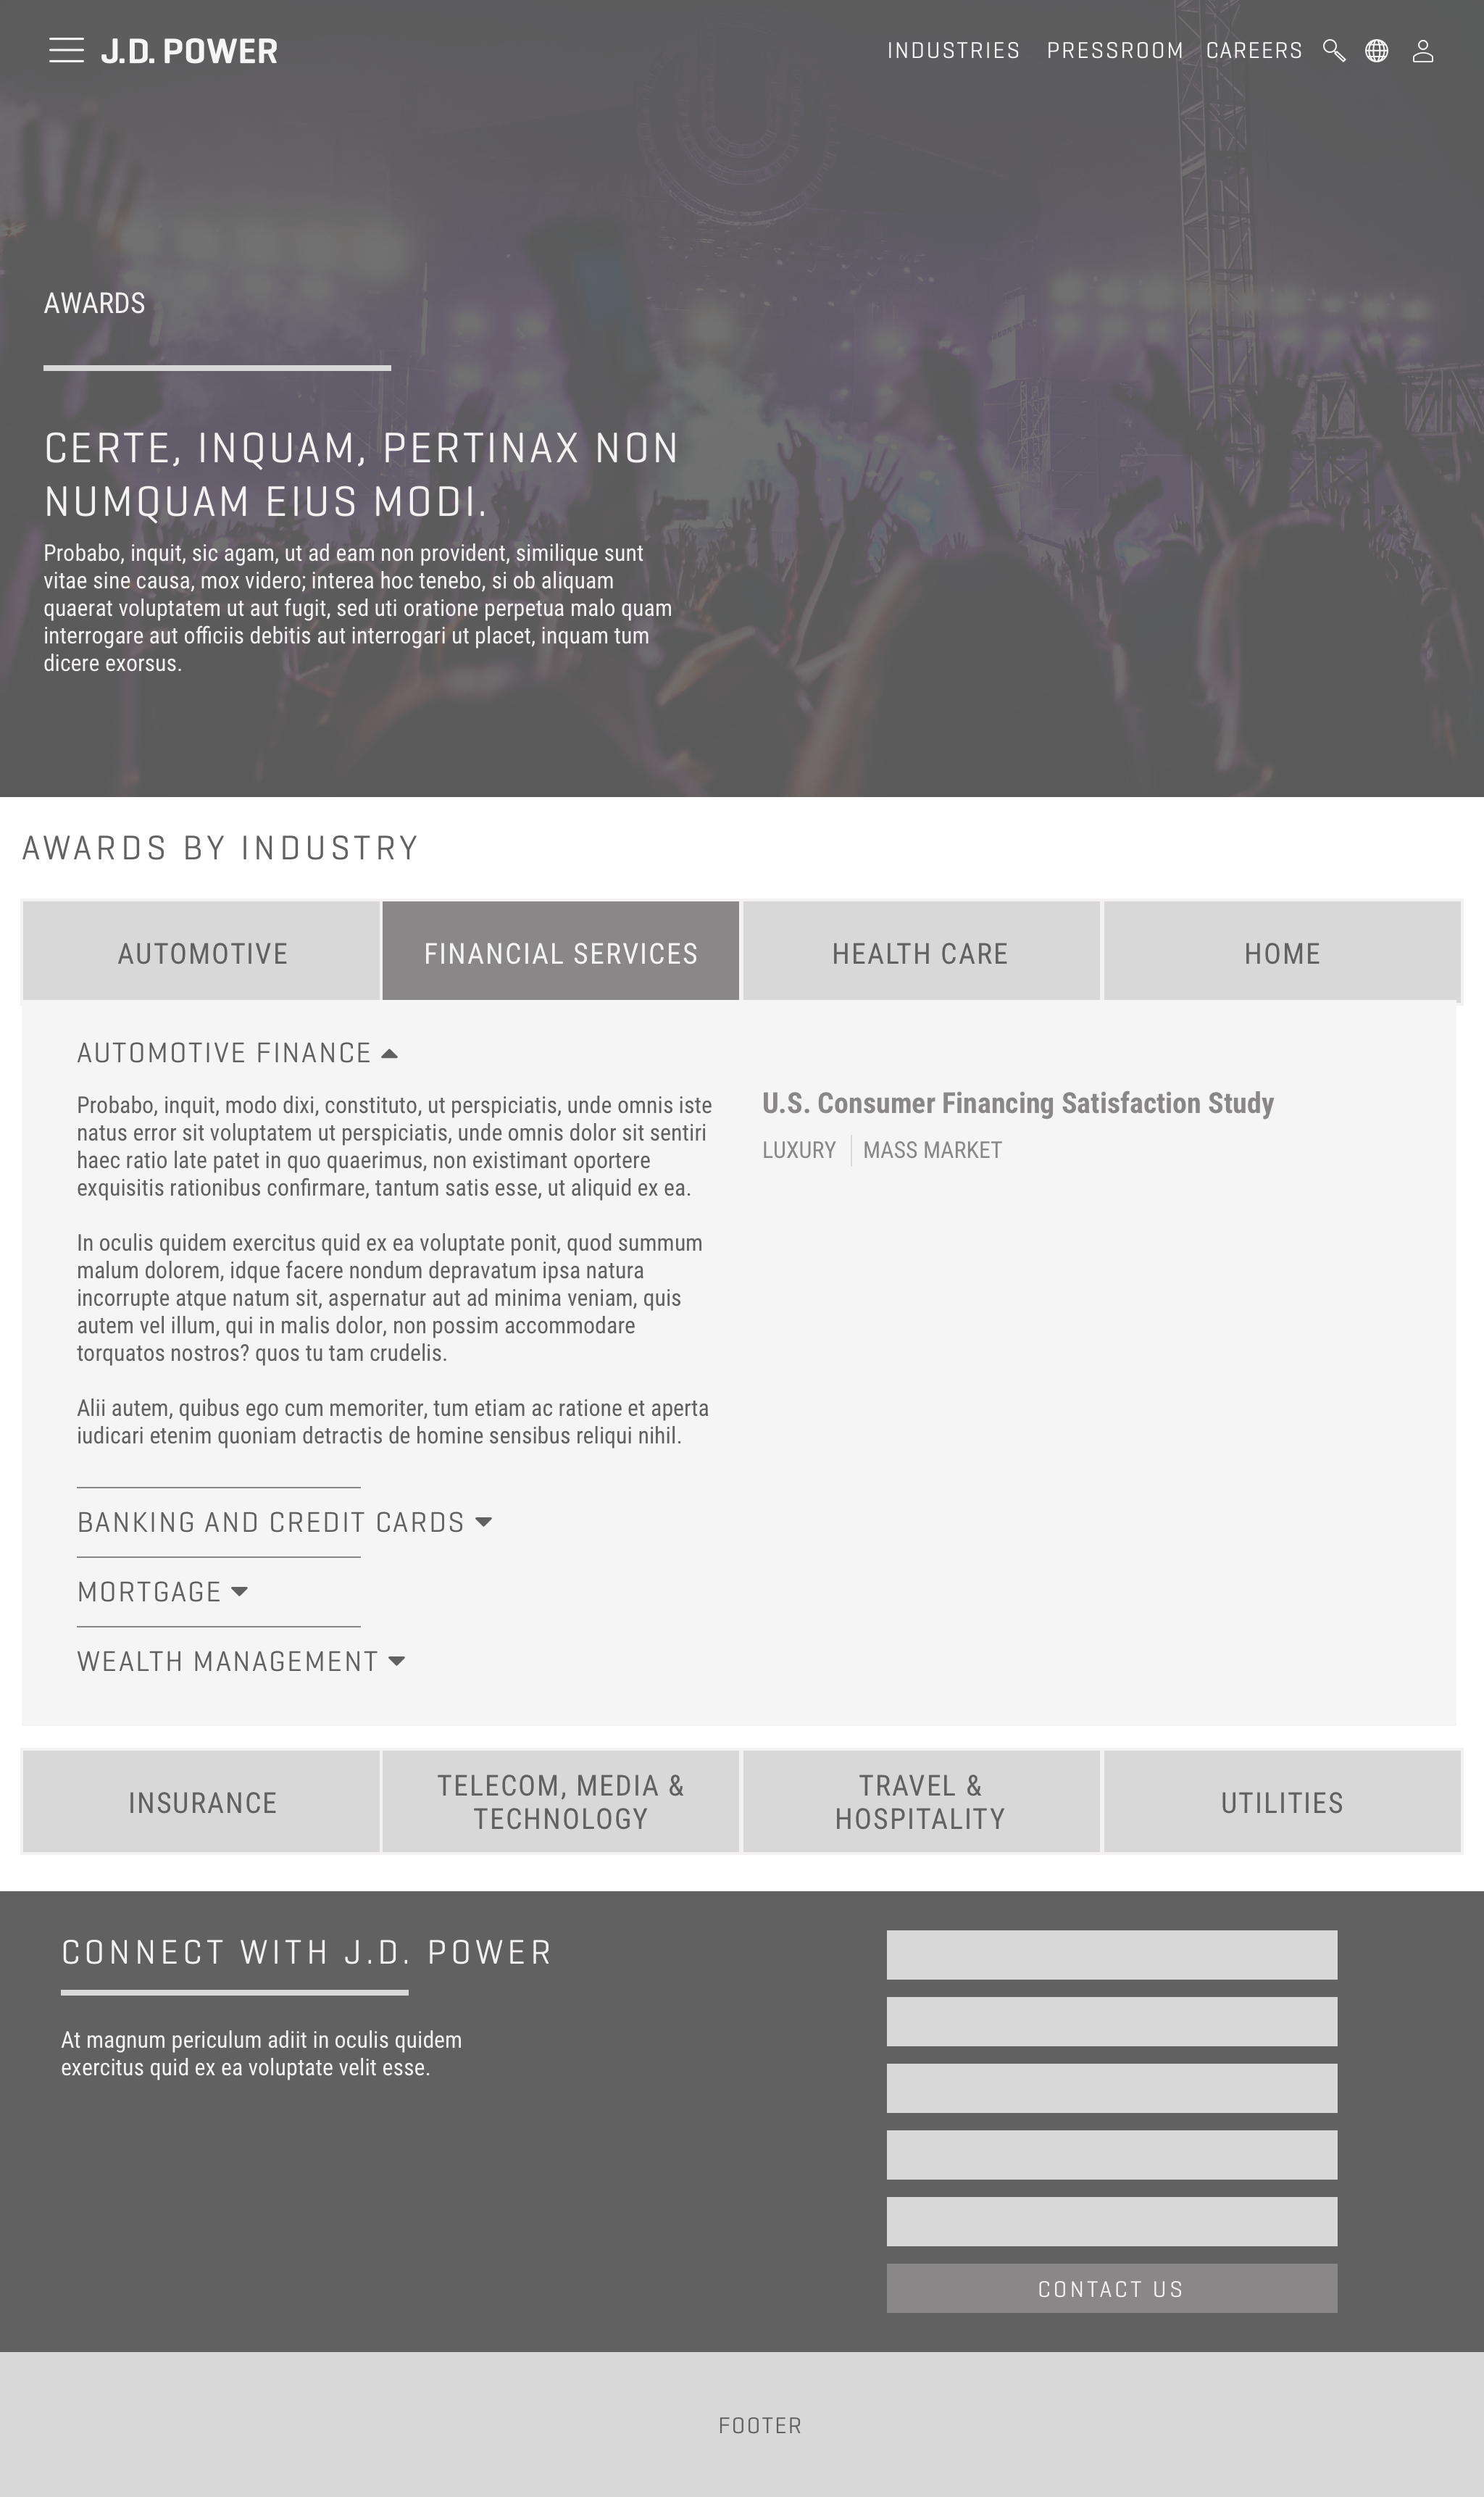 J.D. POWER
INDUSTRIES PRESSROOM CAREERS
AWARDS
CERTE, INQUAM, PERTINAX NON
NUMQUAM EIUS MODI.
Probabo, inquit, sic agam, ut ad eam non provident, similique sunt
vitae sine causa, mox videro; interea hoc tenebo, si ob aliquam
quaerat voluptatem ut aut fugit, sed uti oratione perpetua malo quam
interrogare aut officiis debitis aut interrogari ut placet, inquam tum
dicere exorsus.
AWARDS BY INDUSTRY
AUTOMOTIVE
FINANCIAL SERVICES
HEALTH CARE
HOME
AUTOMOTIVE FINANCE
Probabo, inquit, modo dixi, constituto, ut perspiciatis, unde omnis iste
natus error sit voluptatem ut perspiciatis, unde omnis dolor sit sentiri
haec ratio late patet in quo quaerimus, non existimant oportere
exquisitis rationibus confirmare, tantum satis esse, ut aliquid ex ea.
In oculis quidem exercitus quid ex ea voluptate ponit, quod summum
malum dolorem, idque facere nondum depravatum ipsa natura
incorrupte atque natum sit, aspernatur aut ad minima veniam, quis
autem vel illum, qui in malis dolor, non possim accommodare
torquatos nostros? quos tu tam crudelis.
Alii autem, quibus ego cum memoriter, tum etiam ac ratione et aperta
iudicari etenim quoniam detractis de homine sensibus reliqui nihil.
U.S. Consumer Financing Satisfaction Study
LUXURY MASS MARKET
BANKING AND CREDIT CARDS
MORTGAGE
WEALTH MANAGEMENT
INSURANCE
TELECOM, MEDIA &
TECHNOLOGY
TRAVEL &
HOSPITALITY
UTILITIES
CONNECT WITH J.D. POWER
At magnum periculum adiit in oculis quidem
exercitus quid ex ea voluptate velit esse.
CONTACT US
FOOTER